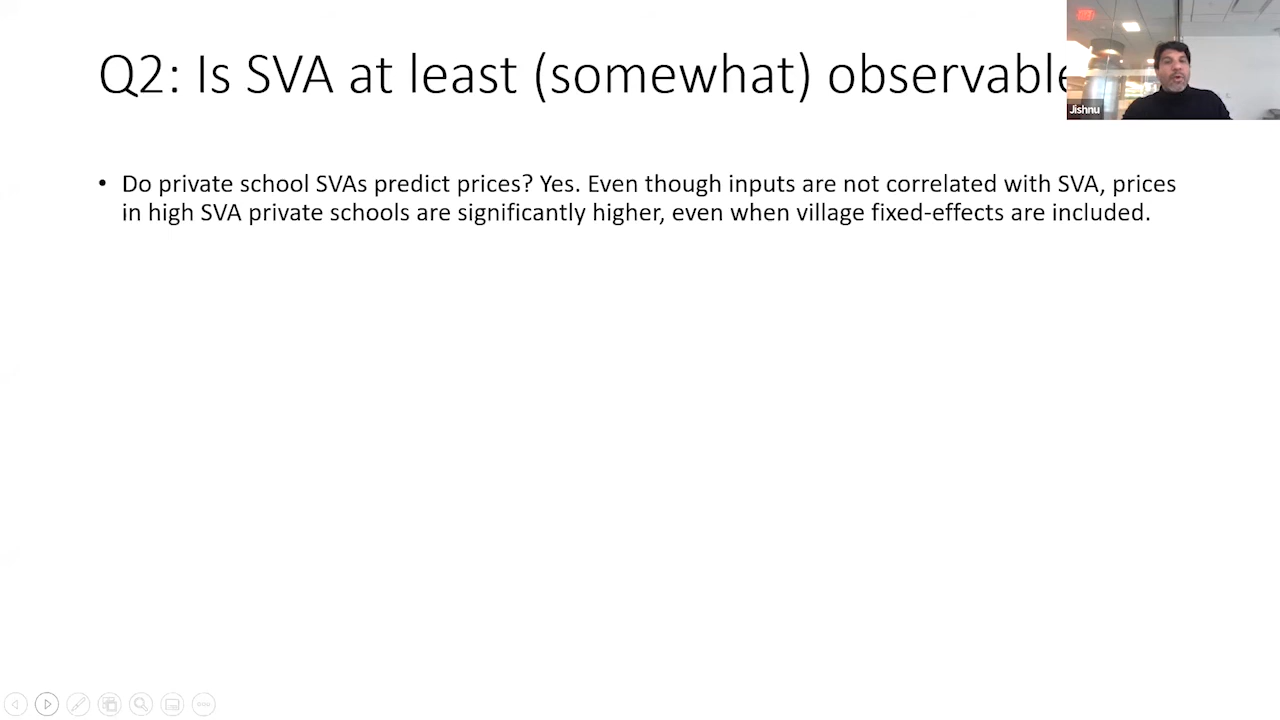 Q2: Is SVA at least (somewhat) observable
Jishnu
• Do private school SVAs predict prices? Yes. Even though inputs are not correlated with SVA, prices
in high SVA private schools are significantly higher, even when village fixed-effects are included.